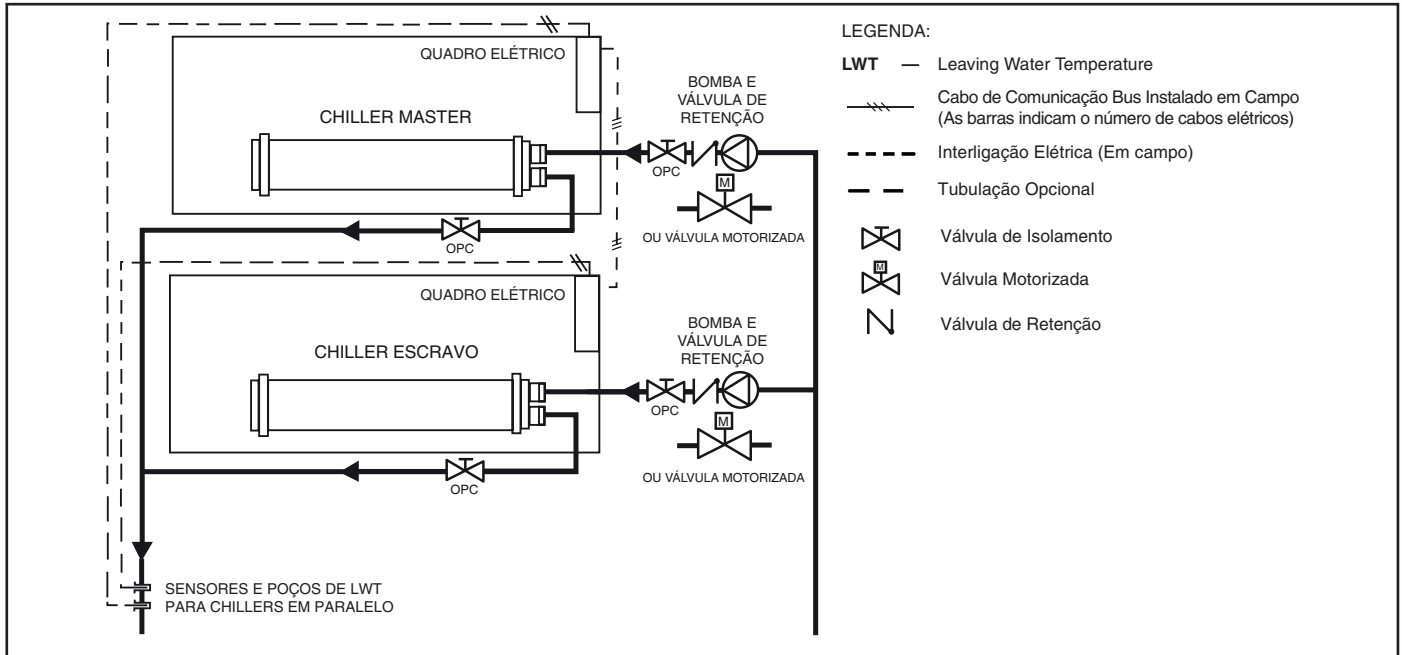 QUADRO ELÉTRICO
CHILLER MASTER
BOMBA E
VÁLVULA DE
RETENÇÃO
OPC
M
OU VÁLVULA MOTORIZADA
OPC
QUADRO ELÉTRICO
CHILLER ESCRAVO
BOMBA E
VÁLVULA DE
RETENÇÃO
OPC
M
OU VÁLVULA MOTORIZADA
OPC
SENSORES E POÇOS DE LWT
PARA CHILLERS EM PARALELO
LEGENDA:
LWT — Leaving Water Temperature
Cabo de Comunicação Bus Instalado em Campo
(As barras indicam o número de cabos elétricos)
Interligação Elétrica (Em campo)
Tubulação Opcional
Válvula de Isolamento
M
Válvula Motorizada
Válvula de Retenção